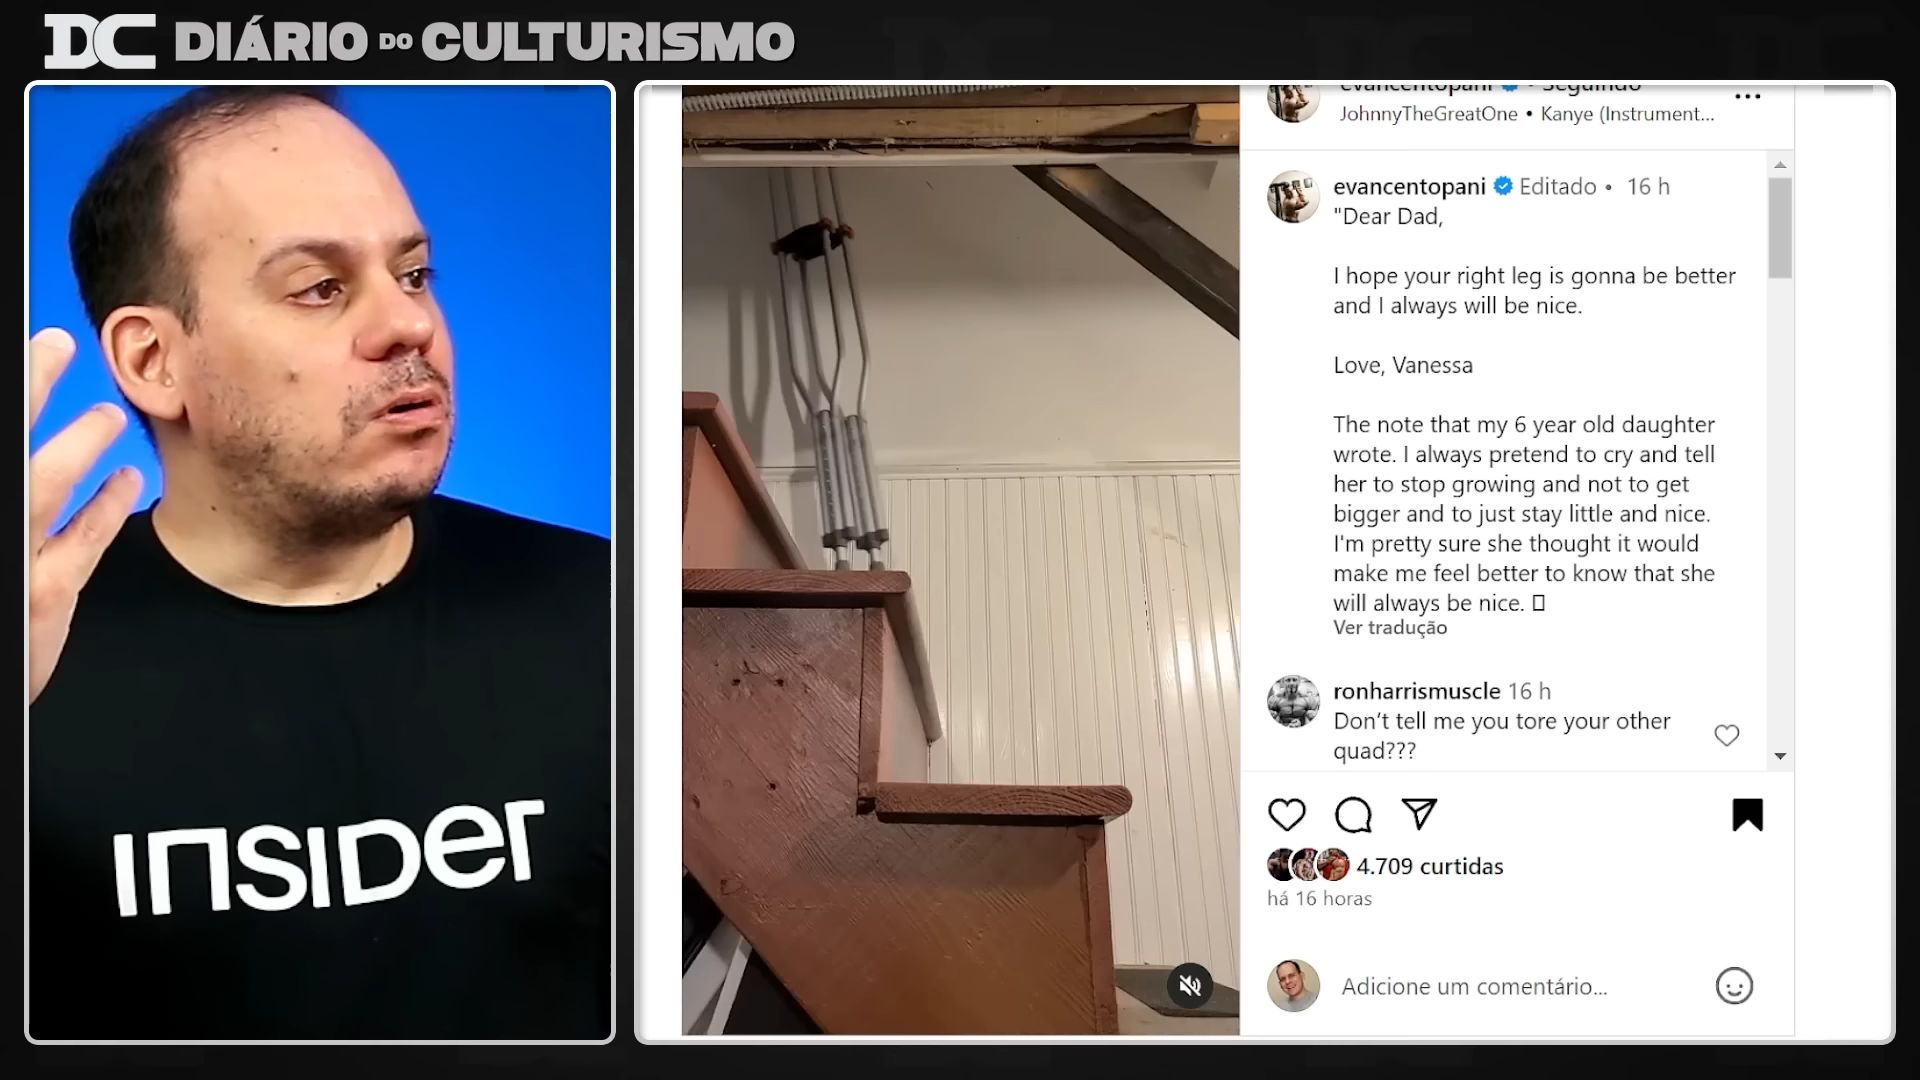 DC DIÁRIO DO CULTURISMO
INSIDER
evancentopani • Seguindo
JohnnyTheGreatOne • Kanye (Instrument...
evancentopani Editado • 16 h
"Dear Dad,
I hope your right leg is gonna be better
and I always will be nice.
Love, Vanessa
The note that my 6 year old daughter
wrote. I always pretend to cry and tell
her to stop growing and not to get
bigger and to just stay little and nice.
I'm pretty sure she thought it would
make me feel better to know that she
will always be nice.
Ver tradução
ronharrismuscle 16 h
Don’t tell me you tore your other
quad???
4.709 curtidas
há 16 horas
Adicione um comentário...